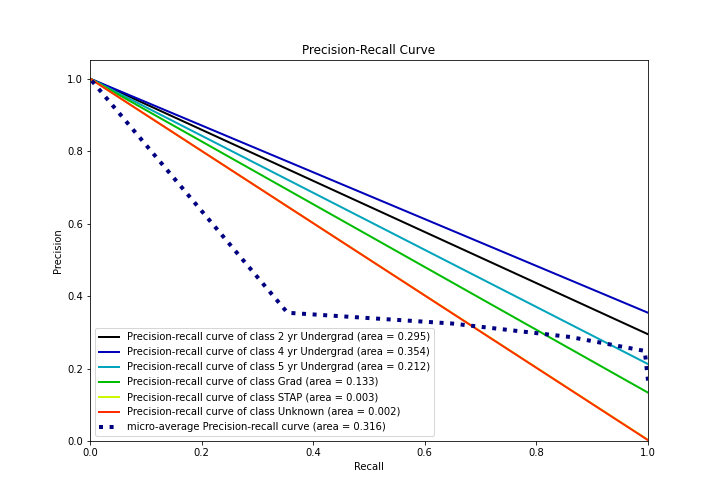 Precision-Recall Curve
1.0
0.8
0.6
0.4
0.2
0.0
Precision
Precision-recall curve of class 2 yr Undergrad (area = 0.295)
Precision-recall curve of class 4 yr Undergrad (area = 0.354)
Precision-recall curve of class 5 yr Undergrad (area = 0.212)
Precision-recall curve of class Grad (area = 0.133)
Precision-recall curve of class STAP (area = 0.003)
Precision-recall curve of class Unknown (area = 0.002)
micro-average Precision-recall curve (area = 0.316)
0.0 0.2 0.4 0.6 0.8 1.0
Recall